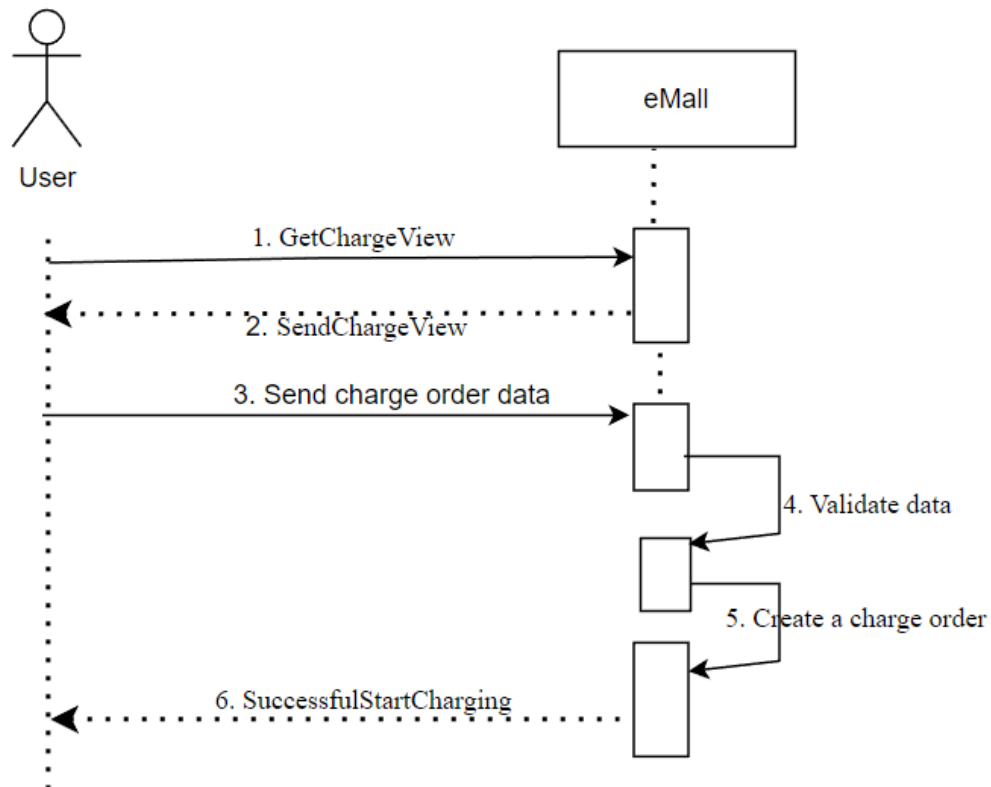 eMall
User
1. GetChargeView
2. SendChargeView
3. Send charge order data
4. Validate data
5. Create a charge order
6. SuccessfulStartCharging